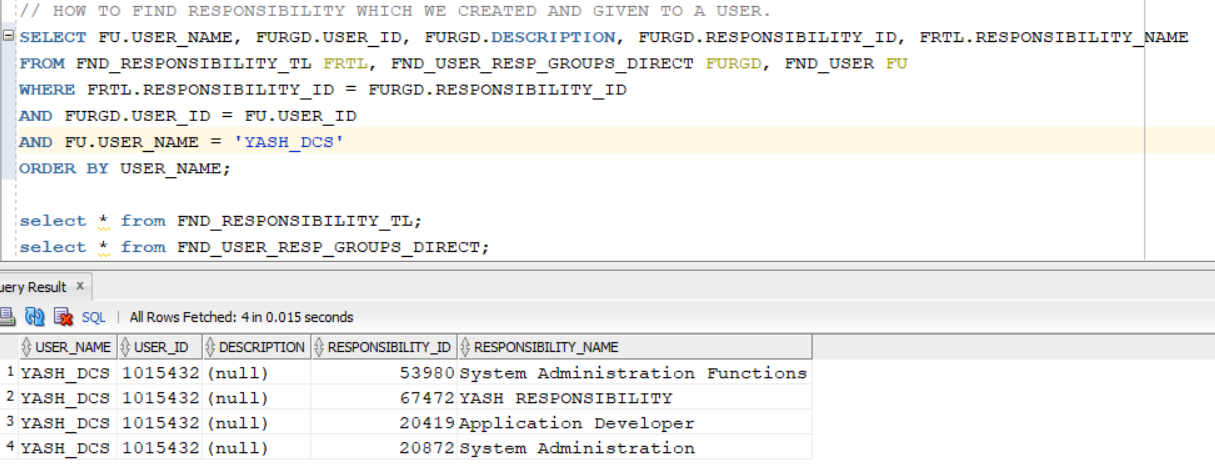 // HOW TO FIND RESPONSIBILITY WHICH WE CREATED AND GIVEN TO A USER.
SELECT FU.USER_NAME, FURGD.USER_ID, FURGD.DESCRIPTION, FURGD.RESPONSIBILITY_ID, FRTL.RESPONSIBILITY_NAME
FROM FND_RESPONSIBILITY_TL FRTL, FND_USER_RESP_GROUPS_DIRECT FURGD, FND_USER FU
WHERE FRTL.RESPONSIBILITY_ID = FURGD.RESPONSIBILITY_ID
AND FURGD.USER_ID = FU.USER_ID
AND FU.USER_NAME = 'YASH_DCS'
ORDER BY USER_NAME;
select * from FND_RESPONSIBILITY_TL;
select * from FND_USER_RESP_GROUPS_DIRECT;
uery Result x
SQL | All Rows Fetched: 4 in 0.015 seconds
USER_NAME USER_ID DESCRIPTION RESPONSIBILITY_ID RESPONSIBILITY_NAME
1 YASH_DCS 1015432 (null) 53980 System Administration Functions
2 YASH_DCS 1015432 (null) 67472 YASH RESPONSIBILITY
3 YASH_DCS 1015432 (null) 20419 Application Developer
4 YASH_DCS 1015432 (null) 20872 System Administration